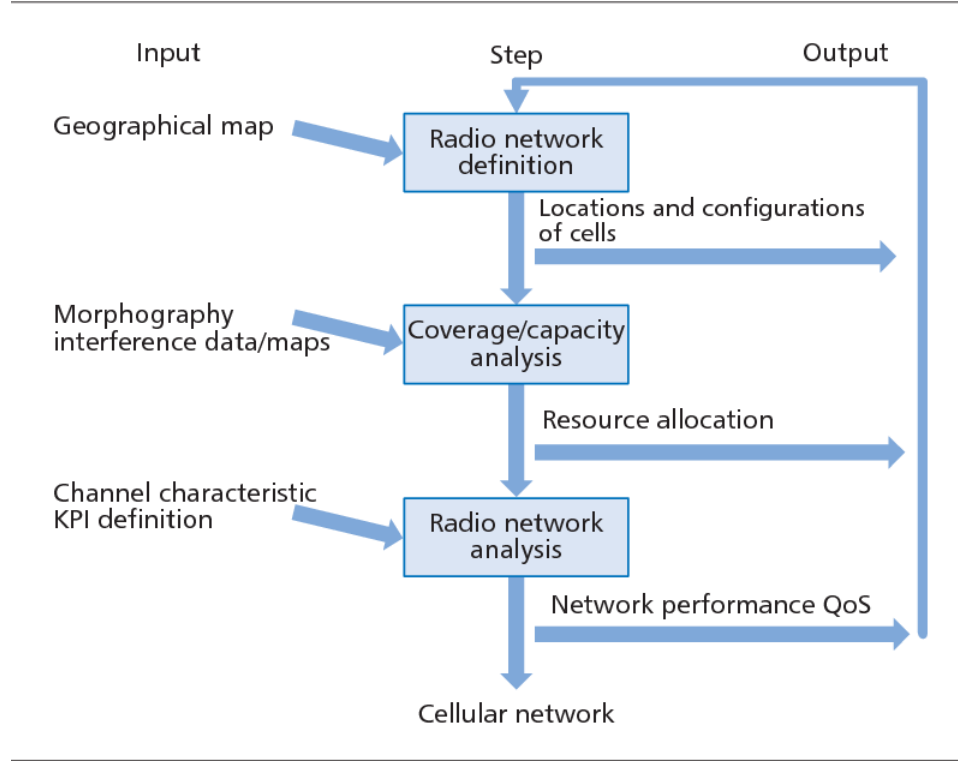 Input
Step
Output
Geographical map
Radio network
definition
Locations and configurations
of cells
Morphography
interference data/maps
Coverage/capacity
analysis
Resource allocation
Channel characteristic
KPI definition
Radio network
analysis
Network performance QoS
Cellular network